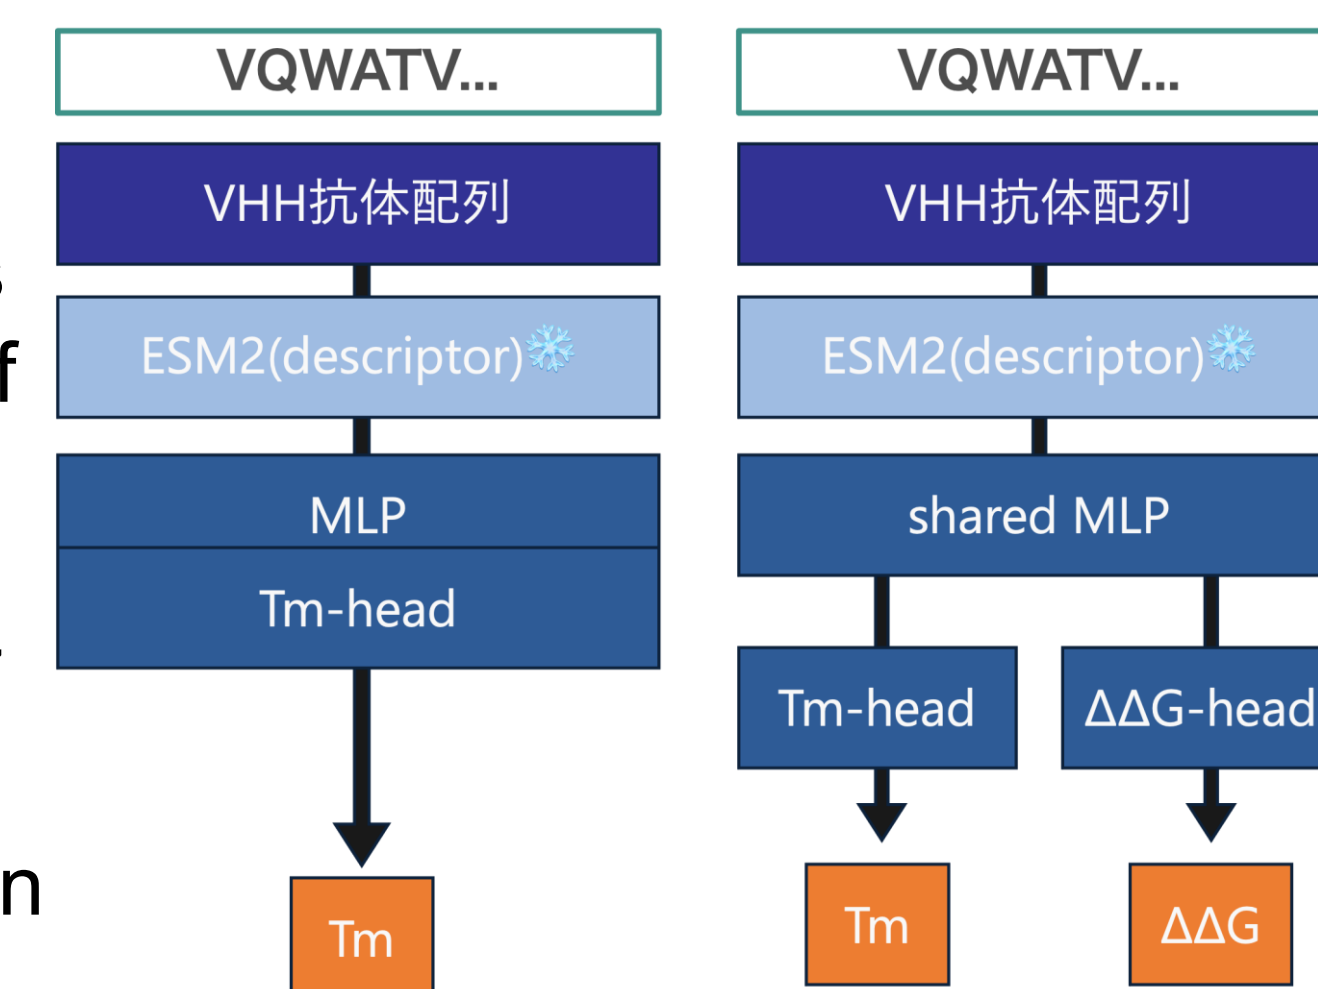 VQWATV...
VHH抗体配列
ESM2(descriptor)
MLP
Tm-head
Tm
VQWATV...
VHH抗体配列
ESM2(descriptor)
shared MLP
Tm-head
ΔΔG-head
Tm
ΔΔG